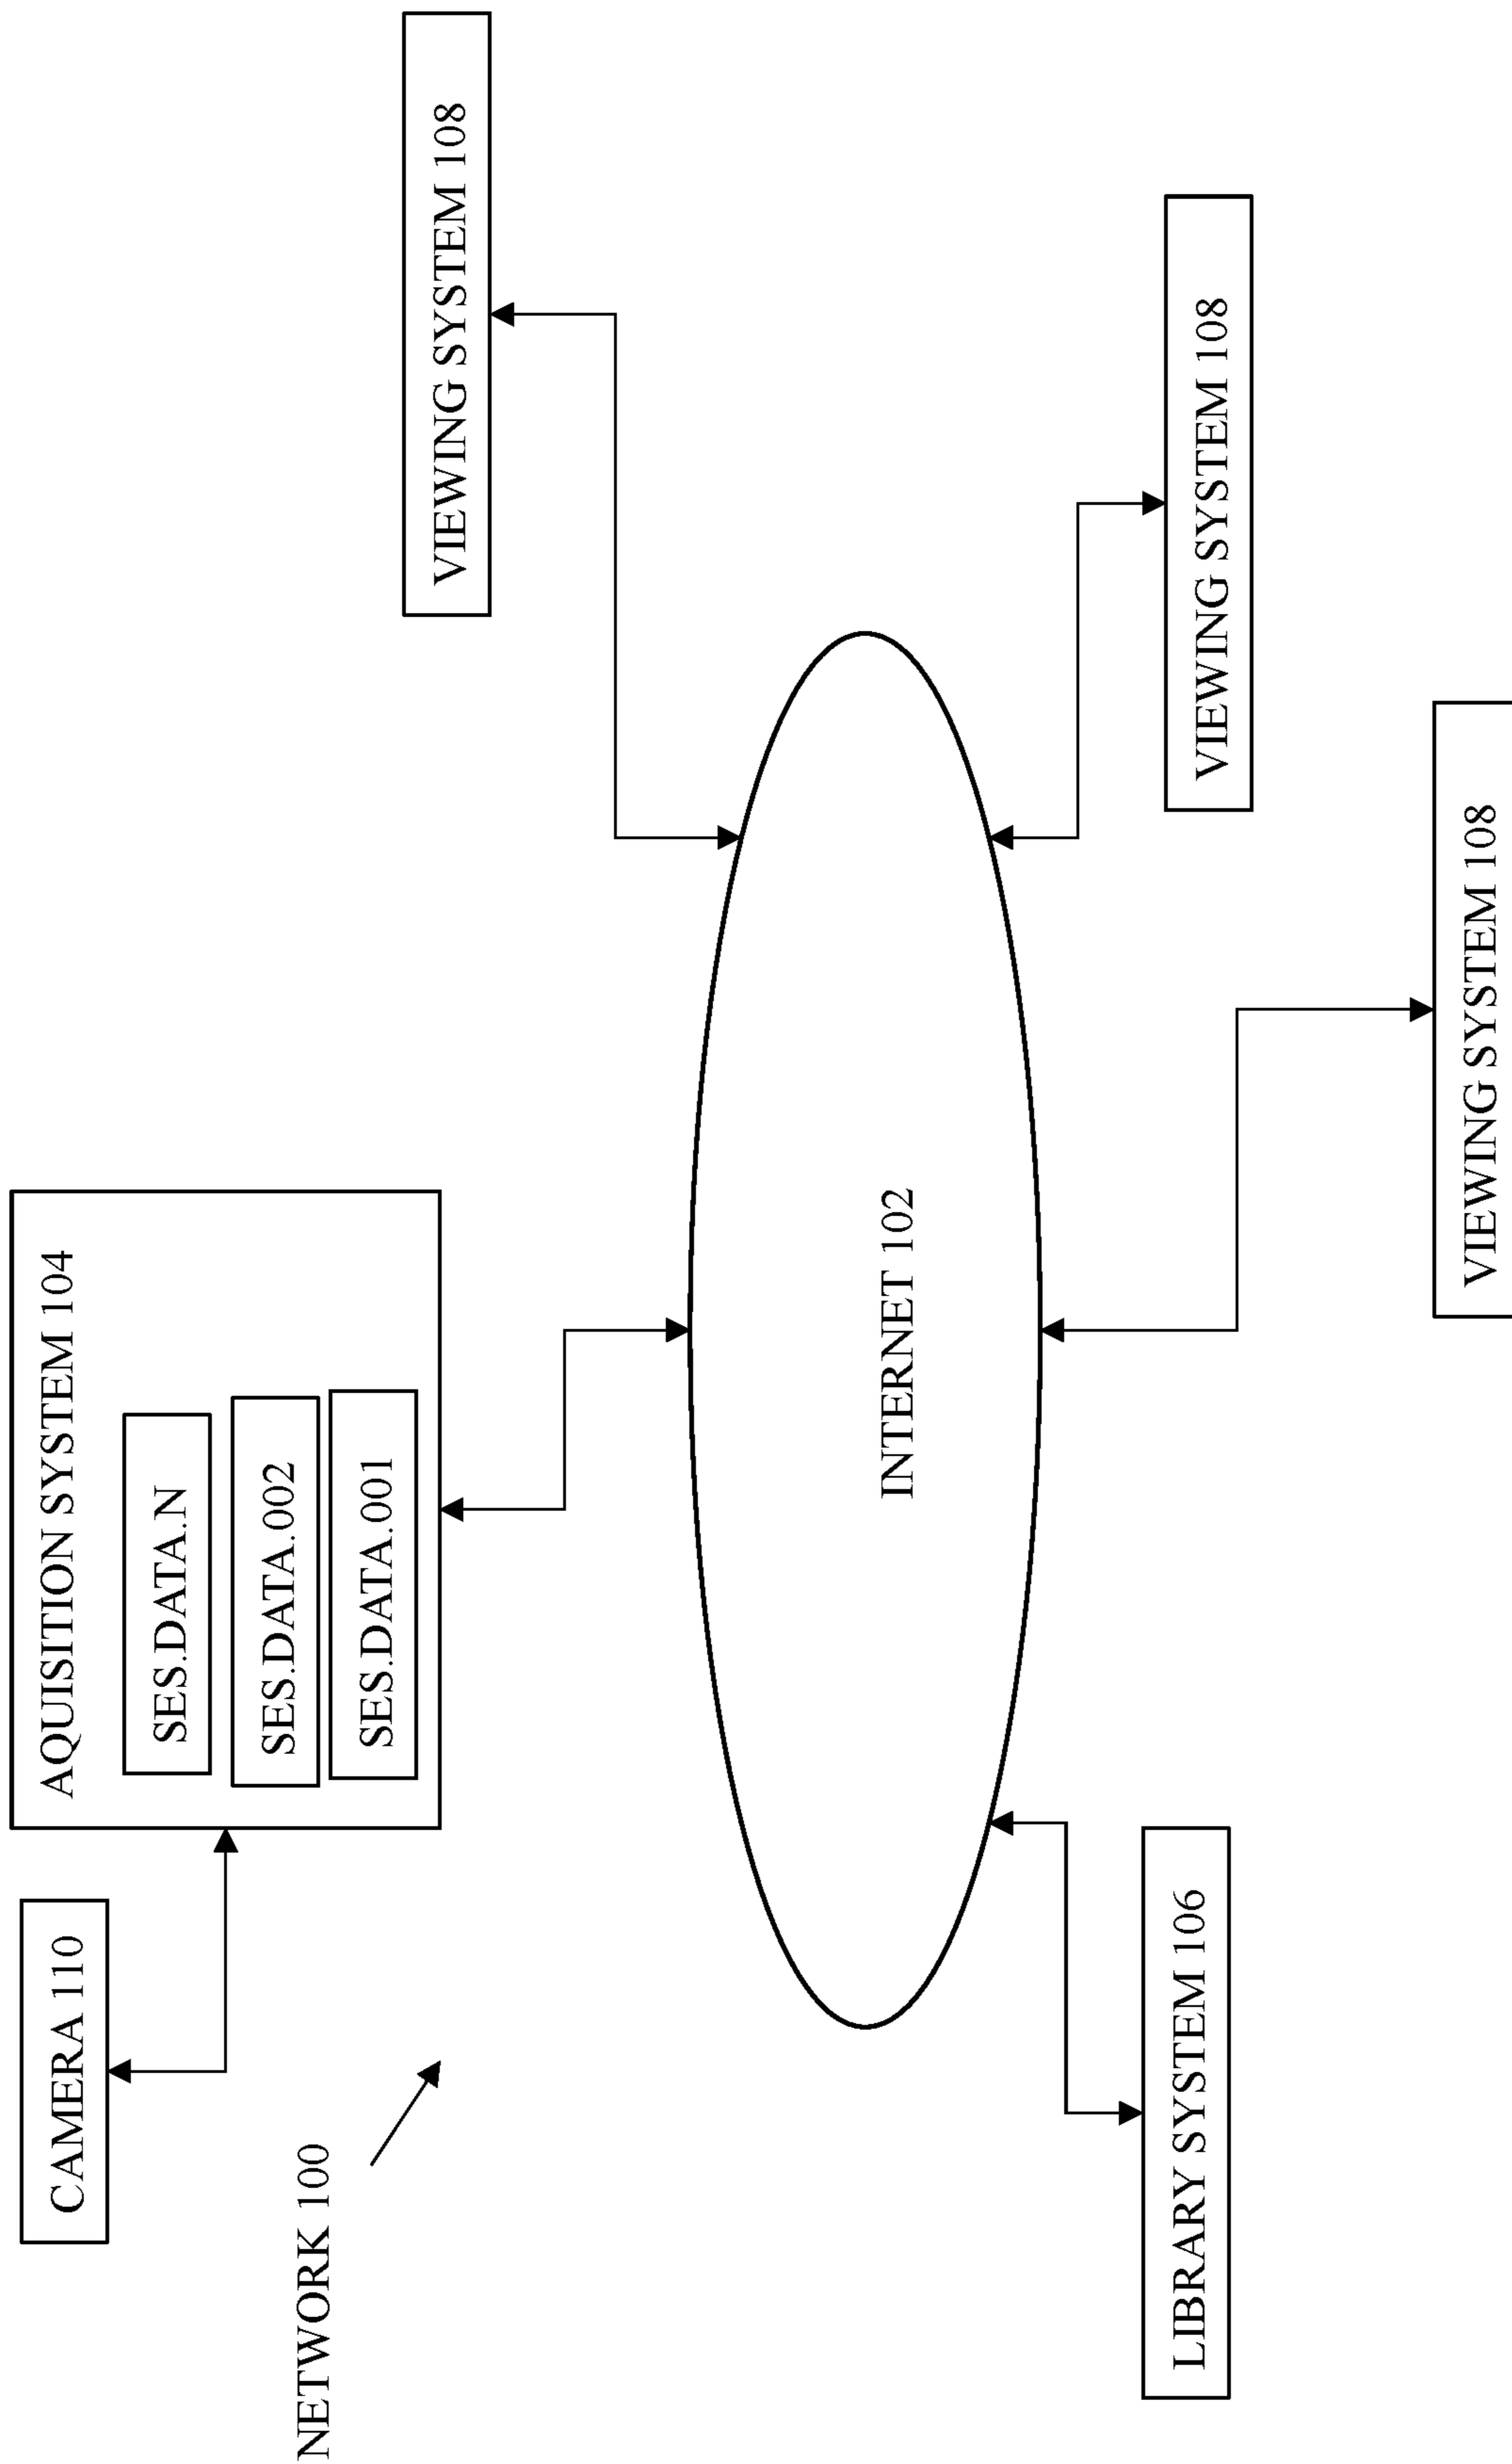 CAMERA 110
AQUISITION SYSTEM 104
SES.DATA.N
SES.DATA.002
SES.DATA.001
NETWORK 100
VIEWING SYSTEM 108
INTERNET 102
LIBRARY SYSTEM 106
VIEWING SYSTEM 108
VIEWING SYSTEM 108